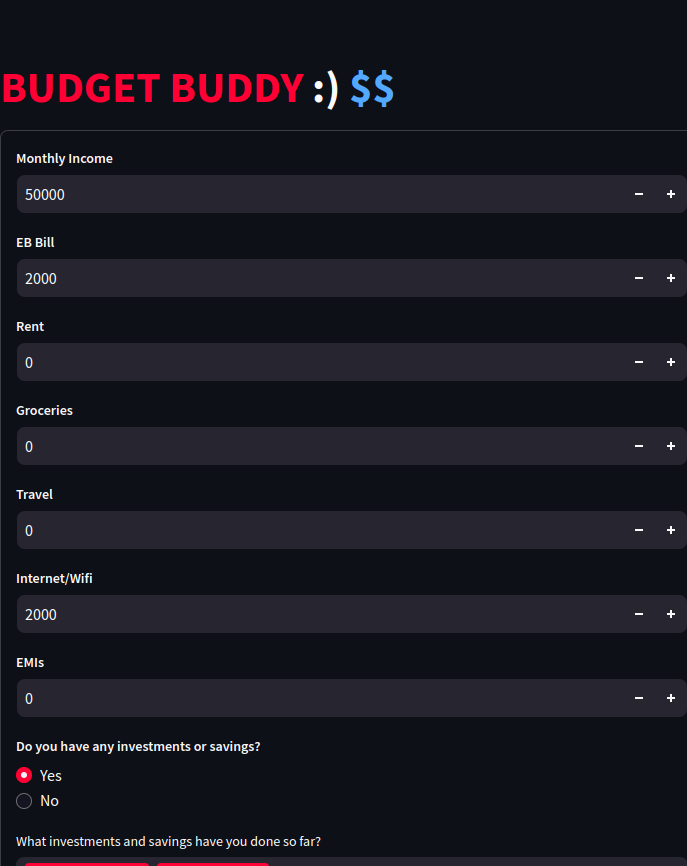 BUDGET BUDDY :) $$
Monthly Income
50000
EB Bill
2000
Rent
0
Groceries
0
Travel
0
Internet/Wifi
2000
EMIs
0
Do you have any investments or savings?
Yes
No
What investments and savings have you done so far?